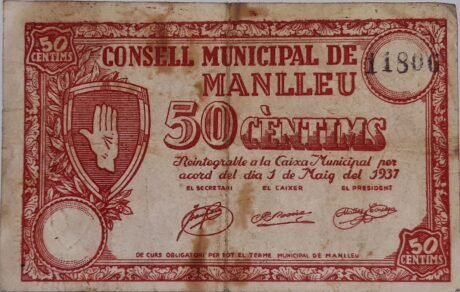 50
CÈNTIMS
CONSELL MUNICIPAL DE
MANLLEU
11800
50 CÈNTIMS
Reintegrable a la Caixa Municipal per
acord del dia 1 de Maig del 1937
EL SECRETARI EL CAIXER EL PRESIDENT
DE CURS OBLIGATORI PER TOT EL TERME MUNICIPAL DE MANLLEU
50
CENTIMS